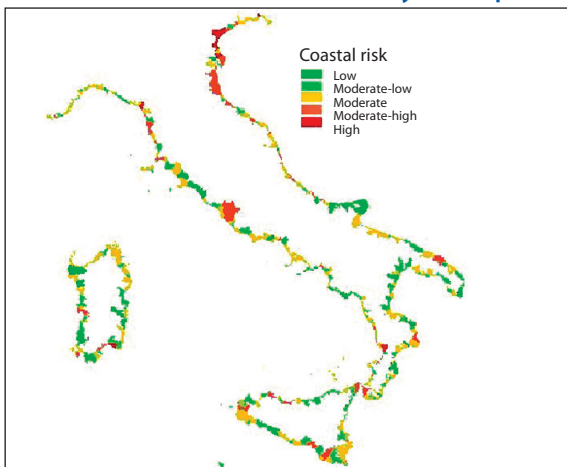 Coastal risk
Low
Moderate-low
Moderate
Moderate-high
High